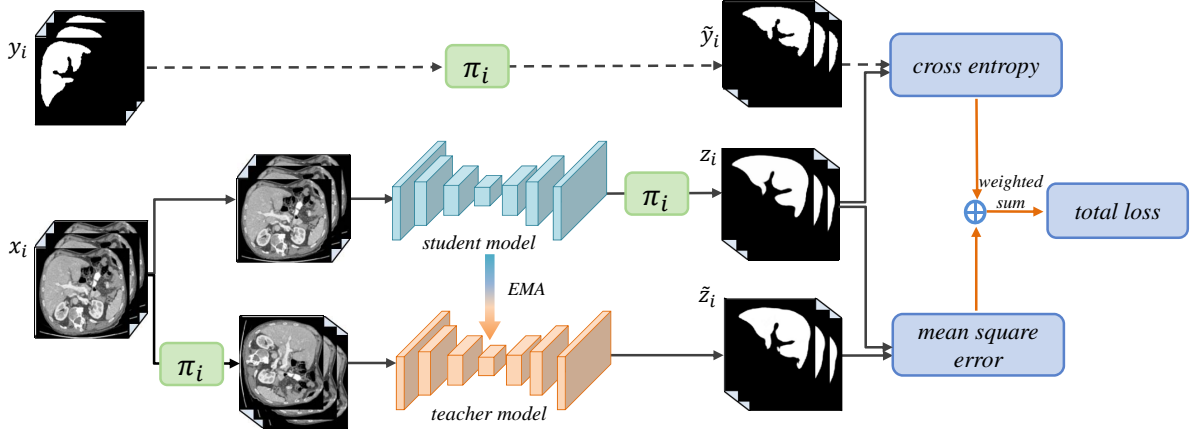 y_i
π_i
ỹ_i
cross entropy
x_i
student model
π_i
z_i
weighted
sum
total loss
EMA
π_i
teacher model
z̃_i
mean square
error